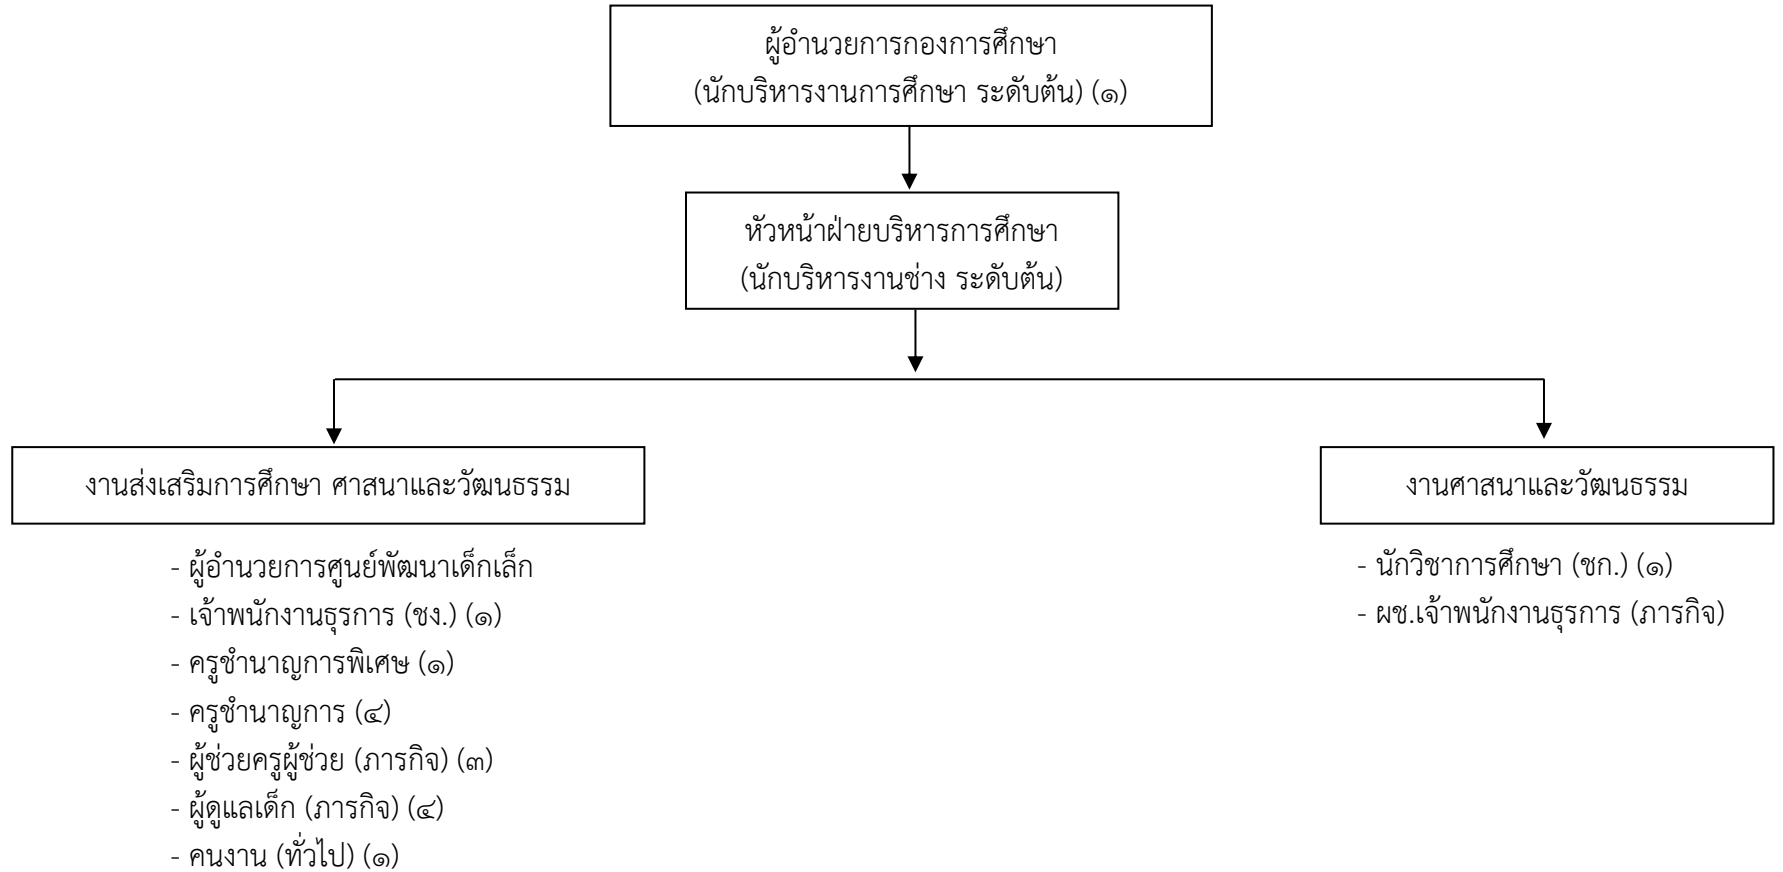 ผู้อำนวยการกองการศึกษา
(นักบริหารงานการศึกษา ระดับต้น) (๑)
หัวหน้าฝ่ายบริหารการศึกษา
(นักบริหารงานช่าง ระดับต้น)
งานส่งเสริมการศึกษา ศาสนาและวัฒนธรรม
- ผู้อำนวยการศูนย์พัฒนาเด็กเล็ก
- เจ้าพนักงานธุรการ (ชง.) (๑)
- ครูชำนาญการพิเศษ (๑)
- ครูชำนาญการ (๔)
- ผู้ช่วยครูผู้ช่วย (ภารกิจ) (๓)
- ผู้ดูแลเด็ก (ภารกิจ) (๔)
- คนงาน (ทั่วไป) (๑)
งานศาสนาและวัฒนธรรม
- นักวิชาการศึกษา (ชก.) (๑)
- ผช.เจ้าพนักงานธุรการ (ภารกิจ)